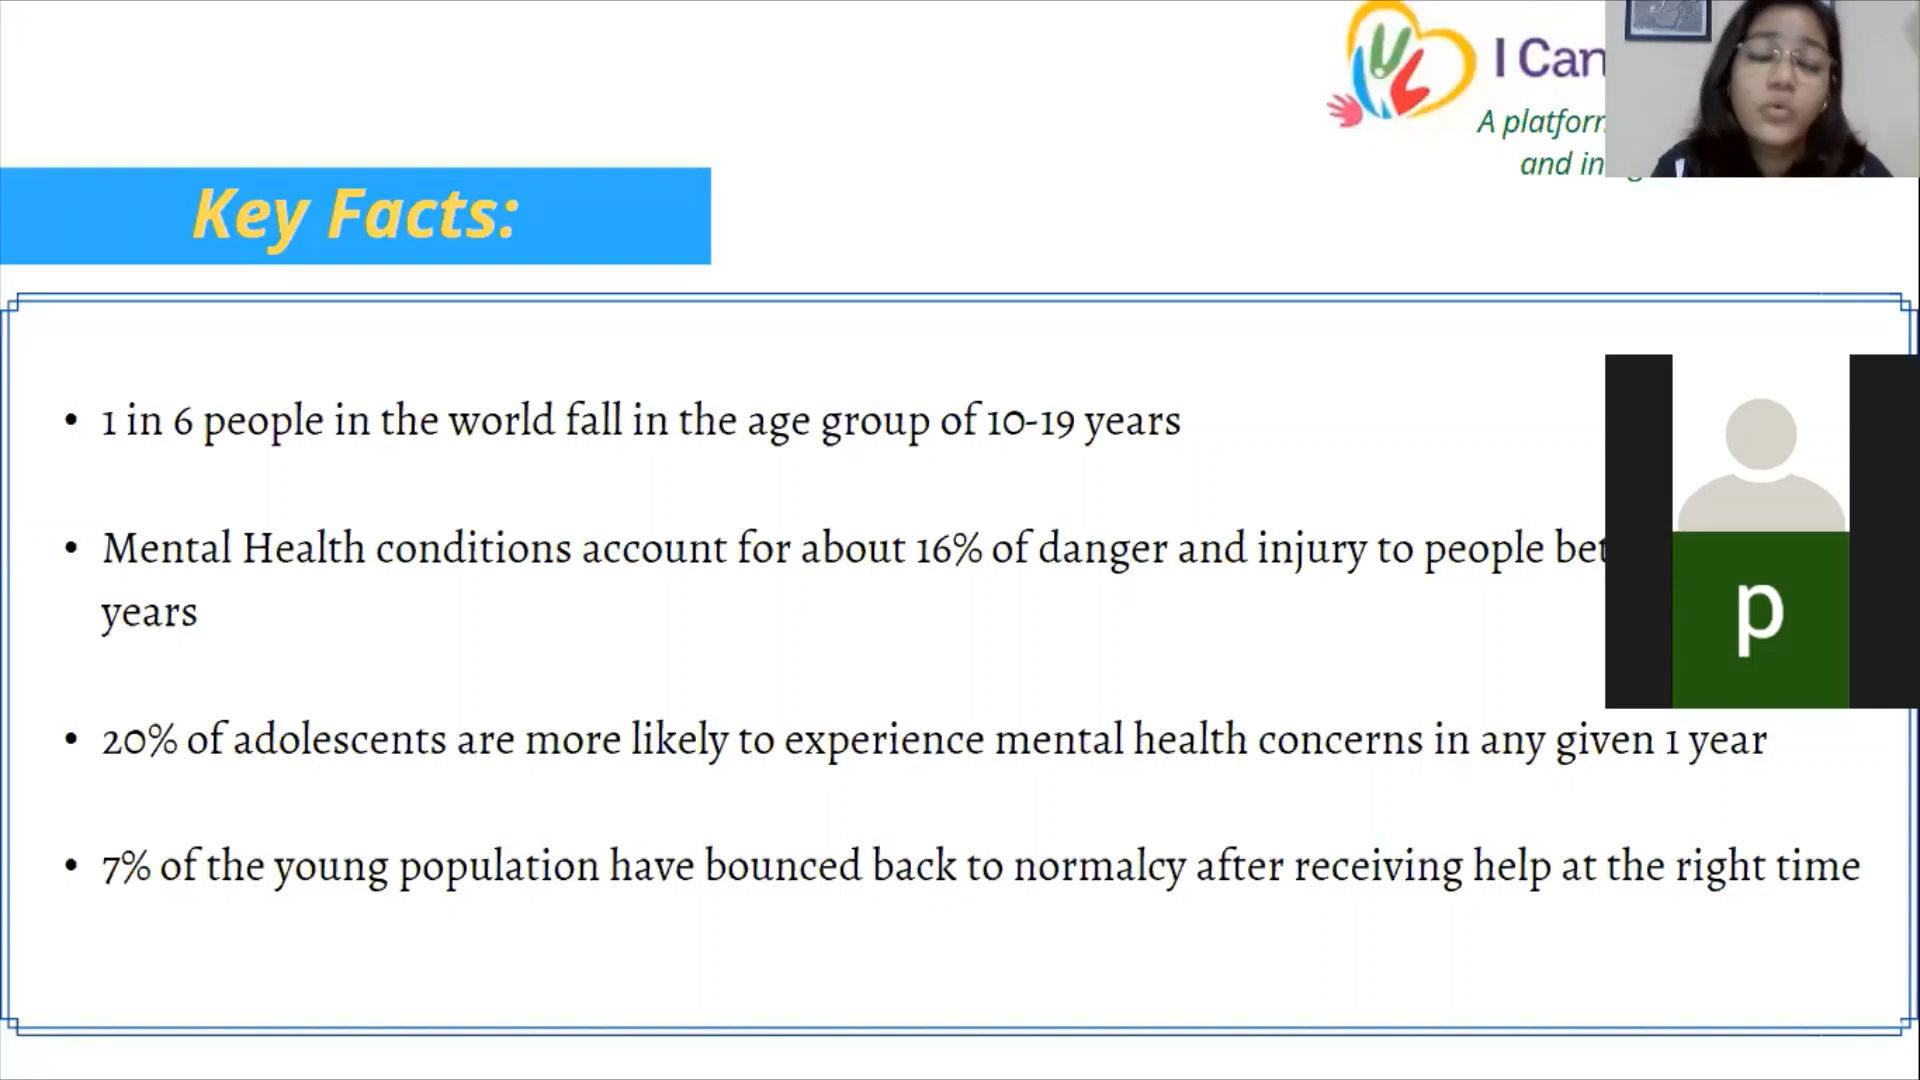 I Can
A platform
and in
Key Facts:
• 1 in 6 people in the world fall in the age group of 10-19 years
• Mental Health conditions account for about 16% of danger and injury to people
years
p
• 20% of adolescents are more likely to experience mental health concerns in any given 1 year
• 7% of the young population have bounced back to normalcy after receiving help at the right time